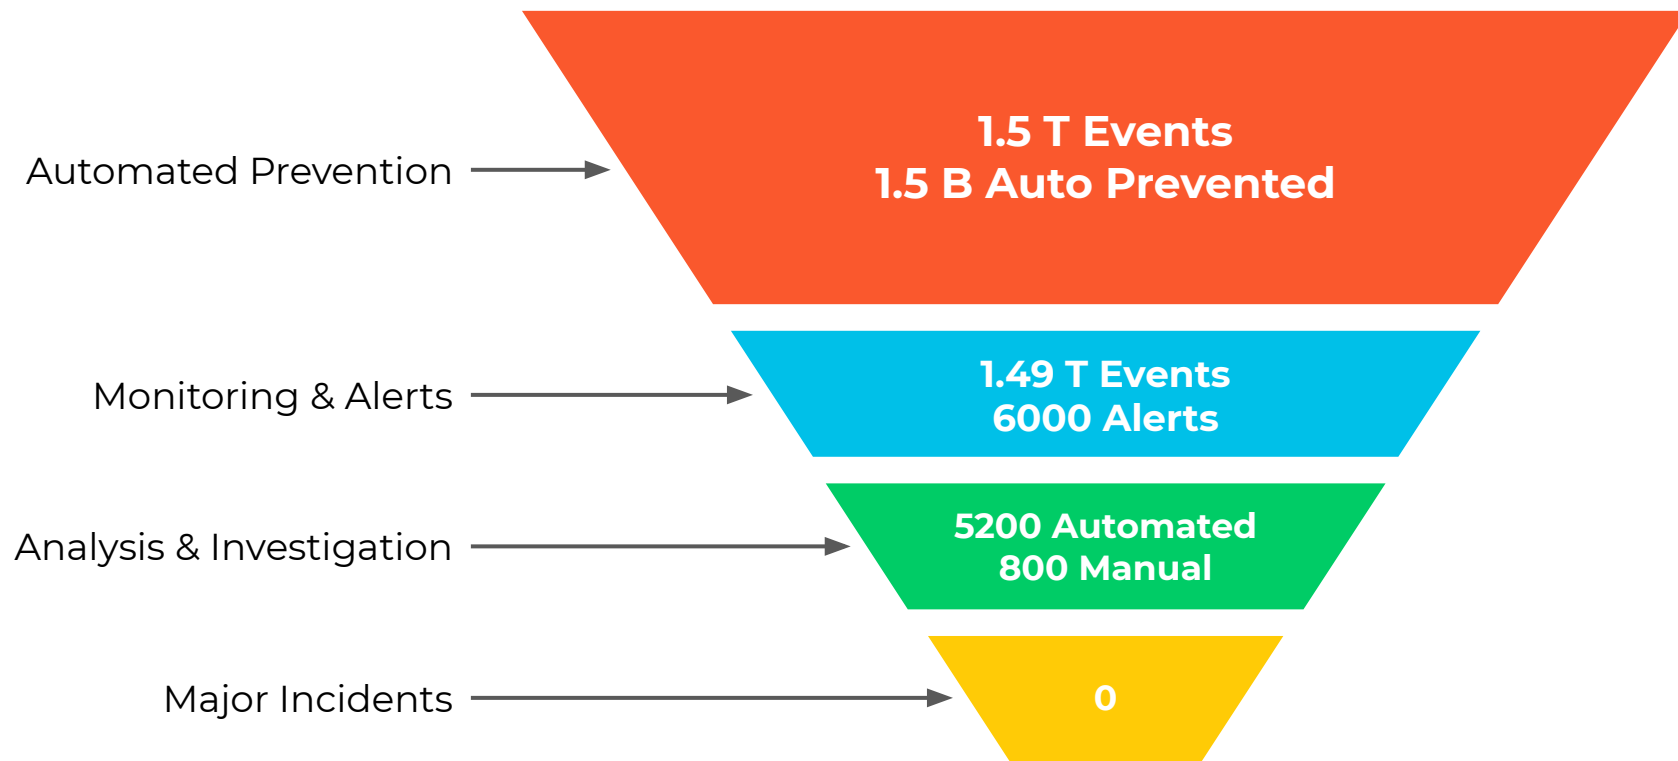 Automated Prevention
1.5 T Events
1.5 B Auto Prevented
Monitoring & Alerts
1.49 T Events
6000 Alerts
Analysis & Investigation
5200 Automated
800 Manual
Major Incidents
0